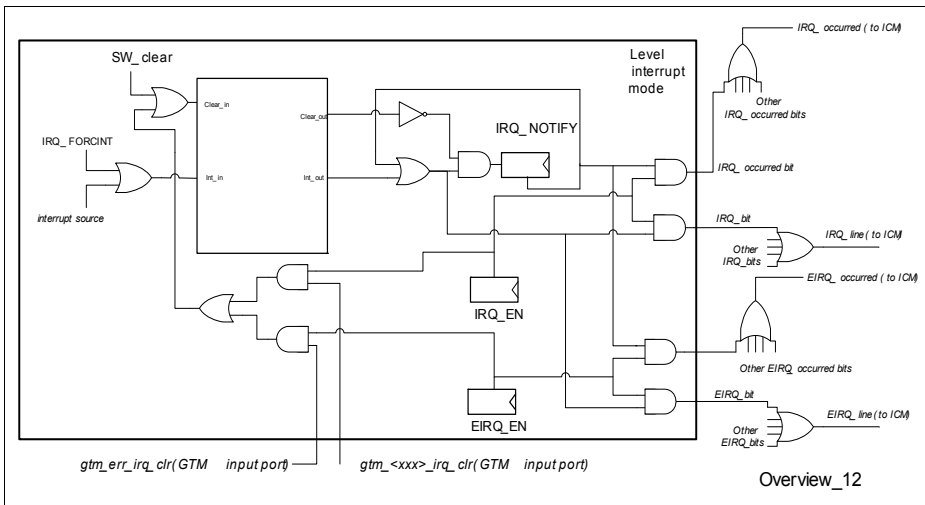 IRQ_occurred ( to ICM)
Level
interrupt
mode
SW_clear
Clear_in
Clear_out
IRQ_NOTIFY
Other
IRQ_occurred bits
IRQ_FORCINT
IRQ_occurred bit
Int_in
Int_out
interrupt source
IRQ_bit
IRQ_line ( to ICM)
Other
IRQ_bits
EIRQ_occurred ( to ICM)
IRQ_EN
Other EIRQ_occurred bits
EIRQ_bit
EIRQ_EN
EIRQ_line ( to ICM)
Other
EIRQ_bits
gtm_err_irq_clr(GTM input port)
gtm_<xxx>_irq_clr(GTM input port)
Overview_12